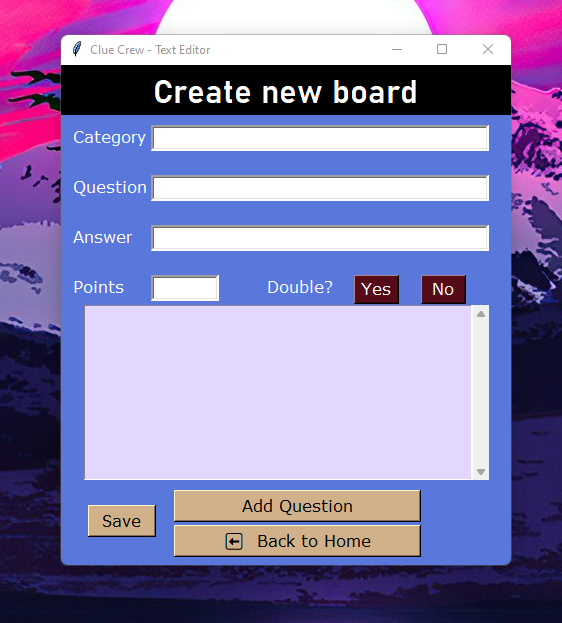 Clue Crew - Text Editor
Create new board
Category
Question
Answer
Points Double? Yes No
Add Question
Save
Back to Home